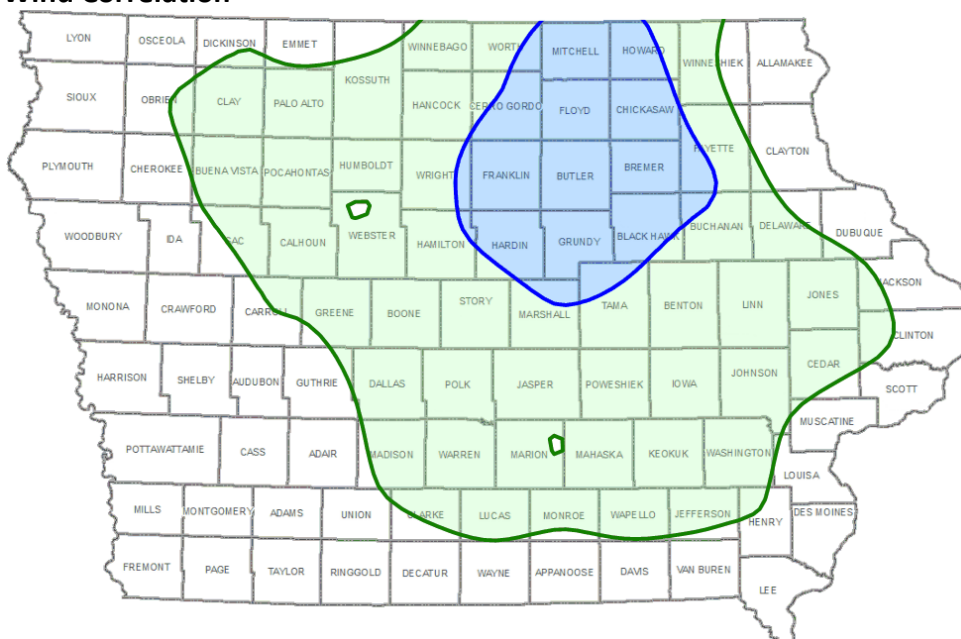 Wind Correlation
LYON OSCEOLA DICKINSON EMMET WINNEBAGO WORTH MITCHELL HOWARD WINNESHIEK ALLAMAKEE
KOSSUTH
SIOUX OBRIEN CLAY PALO ALTO HANCOCK CERRO GORDO FLOYD CHICKASAW
PLYMOUTH CHEROKEE BUENA VISTA POCAHONTAS HUMBOLDT WRIGHT FRANKLIN BUTLER BREMER FAYETTE CLAYTON
WOODBURY IDA SAC CALHOUN WEBSTER HAMILTON HARDIN GRUNDY BLACK HAWK BUCHANAN DELAWARE DUBUQUE
MONONA CRAWFORD CARROLL GREENE BOONE STORY MARSHALL TAMA BENTON LINN JONES JACKSON
CLINTON
HARRISON SHELBY AUDUBON GUTHRIE DALLAS POLK JASPER POWESHIEK IOWA JOHNSON CEDAR SCOTT
MUSCATINE
POTTAWATTAMIE CASS ADAIR MADISON WARREN MARION MAHASKA KEOKUK WASHINGTON
LOUISA
MILLS MONTGOMERY ADAMS UNION CLARKE LUCAS MONROE WAPELLO JEFFERSON HENRY DES MOINES
FREMONT PAGE TAYLOR RINGGOLD DECATUR WAYNE APPANOOSE DAVIS VAN BUREN
LEE